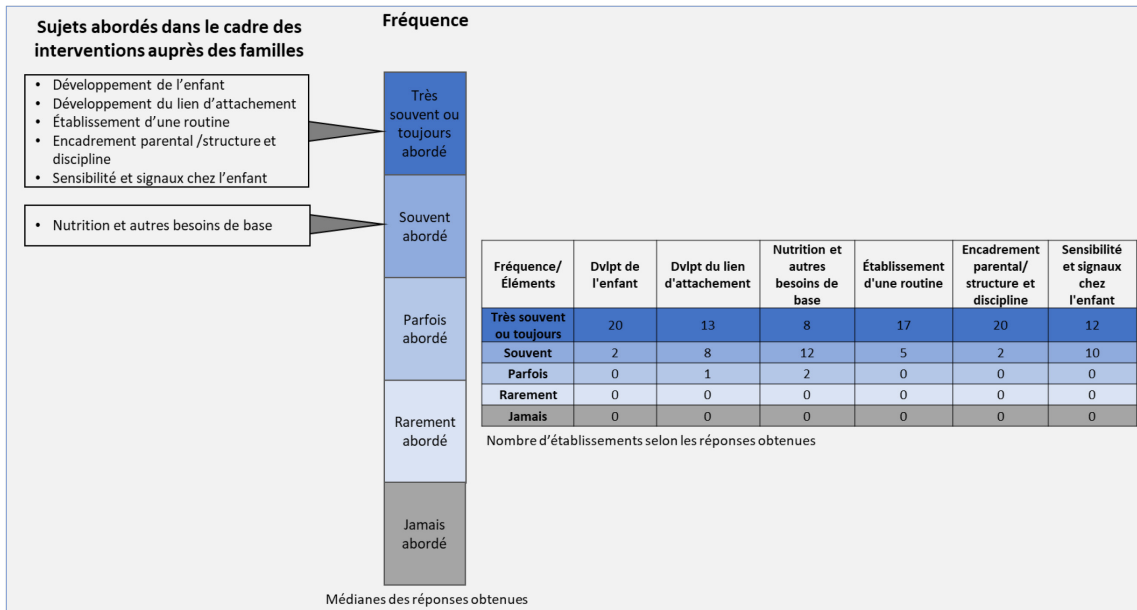 Sujets abordés dans le cadre des
interventions auprès des familles
Fréquence
• Développement de l'enfant
• Développement du lien d'attachement
• Établissement d'une routine
• Encadrement parental /structure et
discipline
• Sensibilité et signaux chez l'enfant
• Nutrition et autres besoins de base
Très
souvent ou
toujours
abordé
Souvent
abordé
Parfois
abordé
Rarement
abordé
Jamais
abordé
Médianes des réponses obtenues
Fréquence/
Éléments
Dvlpt de
l'enfant
Dvlpt du lien
d'attachement
Nutrition et
autres
besoins de
base
Établissement
d'une routine
Encadrement
parental/
structure et
discipline
Sensibilité
et signaux
chez
l'enfant
Très souvent
ou toujours
20 13 8 17 20 12
Souvent 2 8 12 5 2 10
Parfois 0 1 2 0 0 0
Rarement 0 0 0 0 0 0
Jamais 0 0 0 0 0 0
Nombre d'établissements selon les réponses obtenues